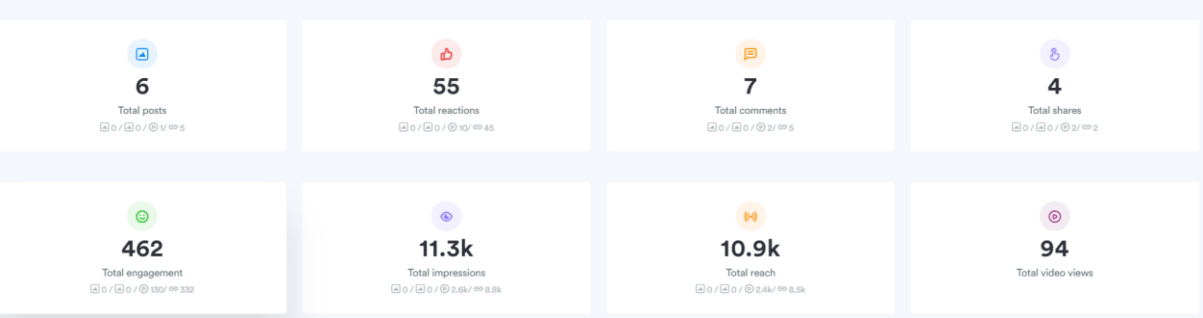 6
Total posts
0 / 0 / 1/ 5
55
Total reactions
0 / 0 / 10/ 45
7
Total comments
0 / 0 / 2/ 5
4
Total shares
0 / 0 / 2/ 2
462
Total engagement
0 / 0 / 130/ 332
11.3k
Total impressions
0 / 0 / 2.6k/ 8.8k
10.9k
Total reach
0 / 0 / 2.4k/ 8.5k
94
Total video views